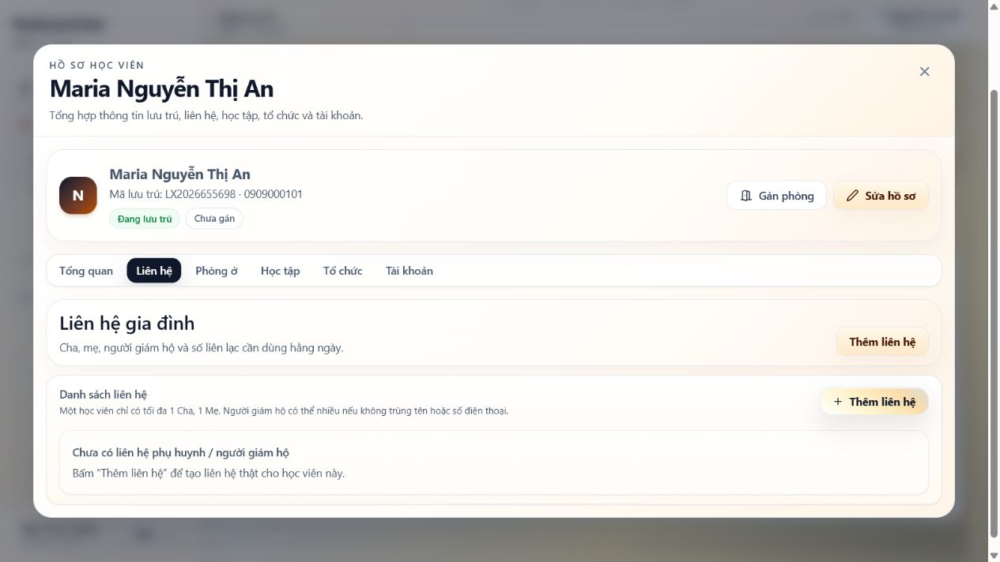 HỒ SƠ HỌC VIÊN
Maria Nguyễn Thị An
Tổng hợp thông tin lưu trú, liên hệ, học tập, tổ chức và tài khoản.
N
Maria Nguyễn Thị An
Mã lưu trú: LX2026655698 · 0909000101
Đang lưu trú
Chưa gán
Gán phòng
Sửa hồ sơ
Tổng quan
Liên hệ
Phòng ở
Học tập
Tổ chức
Tài khoản
Liên hệ gia đình
Cha, mẹ, người giám hộ và số liên lạc cần dùng hằng ngày.
Thêm liên hệ
Danh sách liên hệ
Một học viên chỉ có tối đa 1 Cha, 1 Mẹ. Người giám hộ có thể nhiều nếu không trùng tên hoặc số điện thoại.
+ Thêm liên hệ
Chưa có liên hệ phụ huynh / người giám hộ
Bấm “Thêm liên hệ” để tạo liên hệ thật cho học viên này.